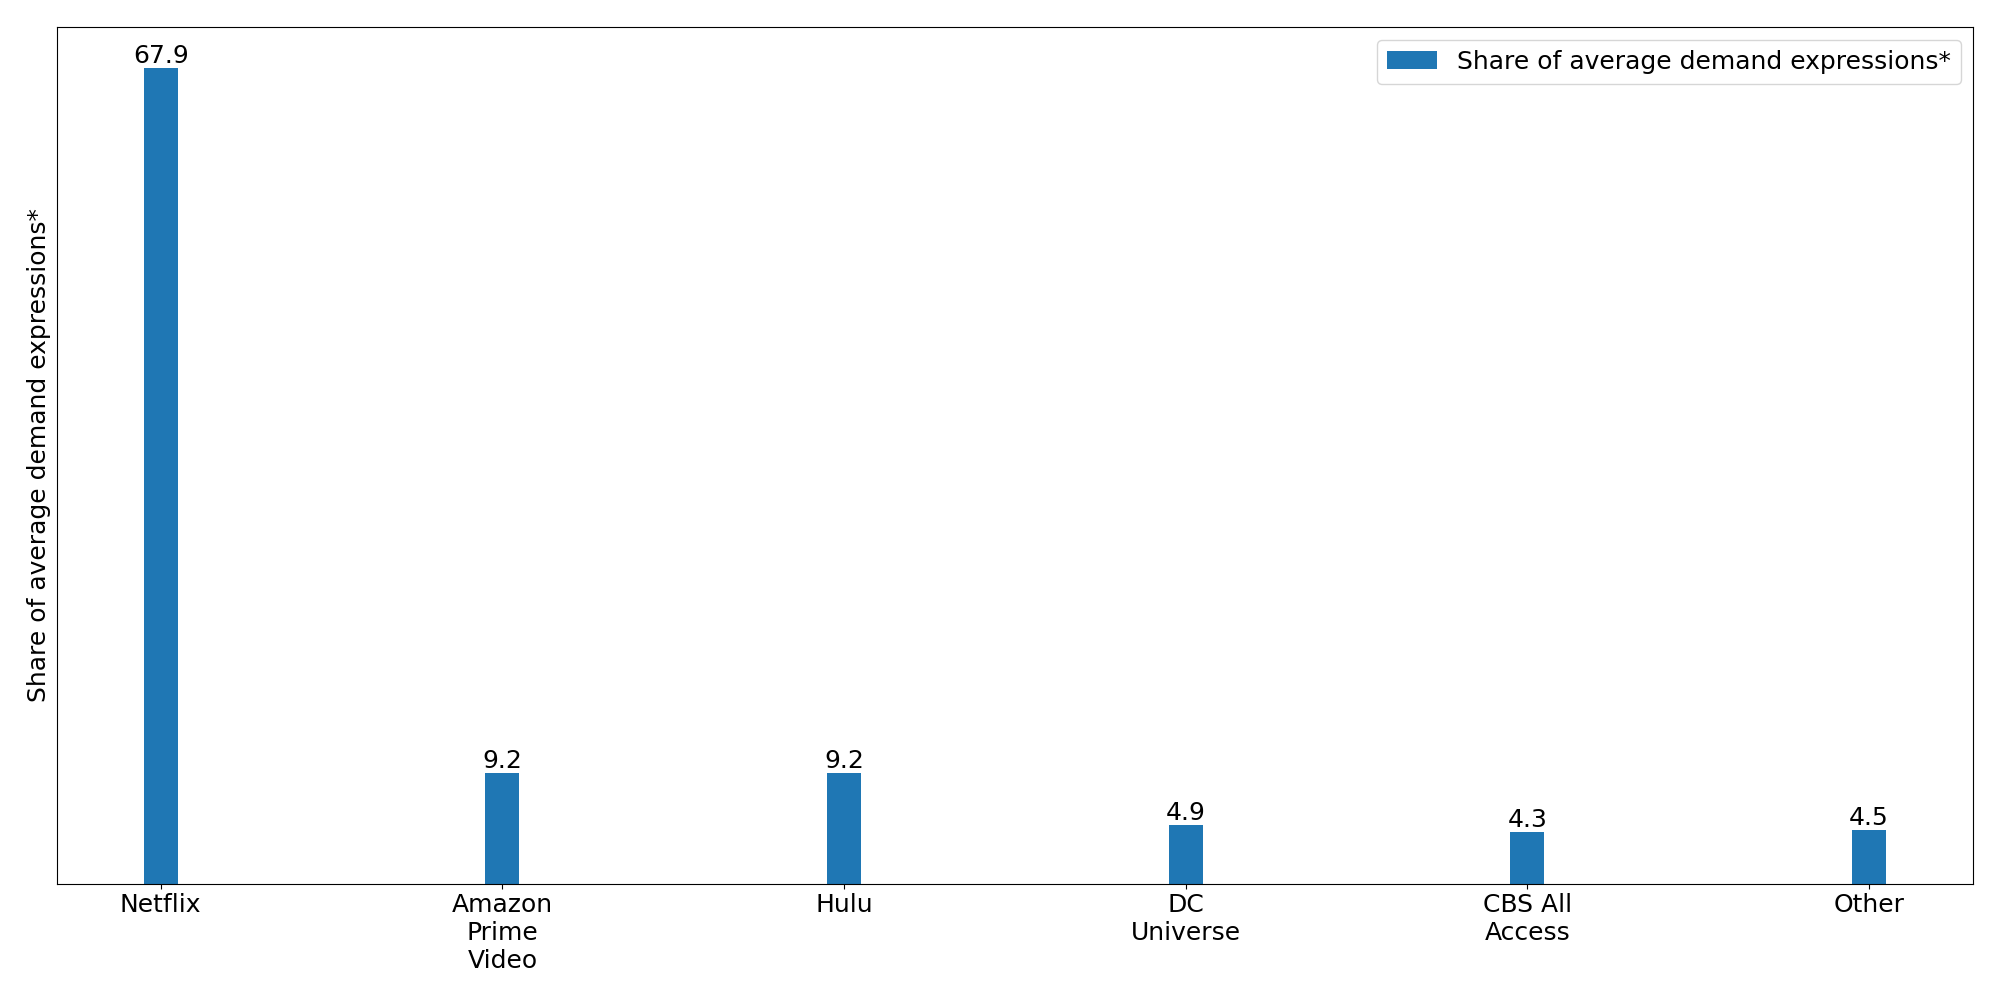 Share of average demand expressions*
Share of average demand expressions*
67.9
9.2
9.2
4.9
4.3
4.5
Netflix
Amazon
Prime
Video
Hulu
DC
Universe
CBS All
Access
Other